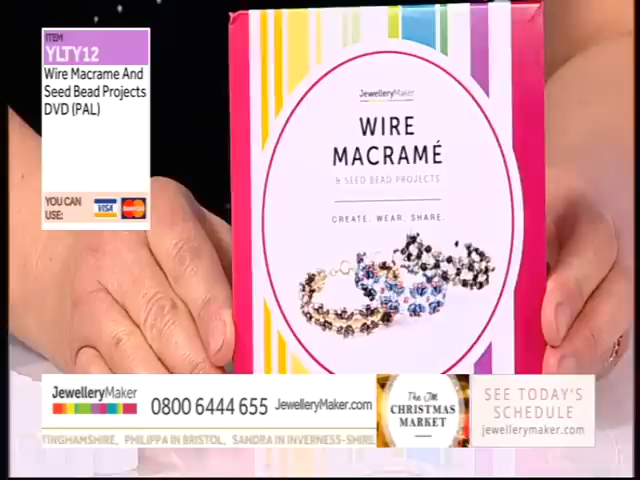 ITEM
YLTY12
Wire Macrame And
Seed Bead Projects
DVD (PAL)
YOU CAN
USE:
VISA
JewelleryMaker
WIRE
MACRAMÉ
& SEED BEAD PROJECTS
CREATE. WEAR. SHARE.
JewelleryMaker
0800 6444 655
JewelleryMaker.com
The JM
CHRISTMAS
MARKET
SEE TODAY'S
SCHEDULE
jewellerymaker.com
TINGHAMSHIRE, PHILIPPA IN BRISTOL, SANDRA IN INVERNESS-SHIRE